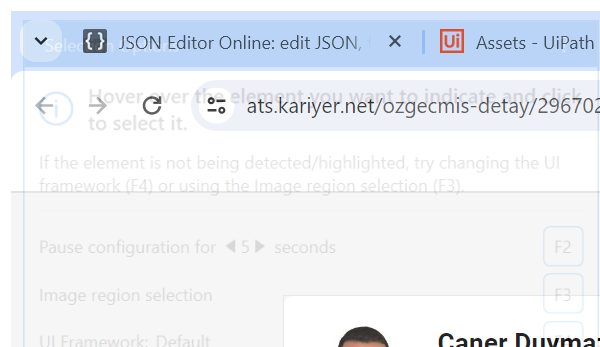 JSON Editor Online: edit JSON,
Ui Assets - UiPath
Hover over the element you want to indicate and click
to select it.
ats.kariyer.net/ozgecmis-detay/296702
If the element is not being detected/highlighted, try changing the UI
framework (F4) or using the Image region selection (F3).
Pause configuration for 5 seconds F2
Image region selection F3
UI Framework: Default
Caner